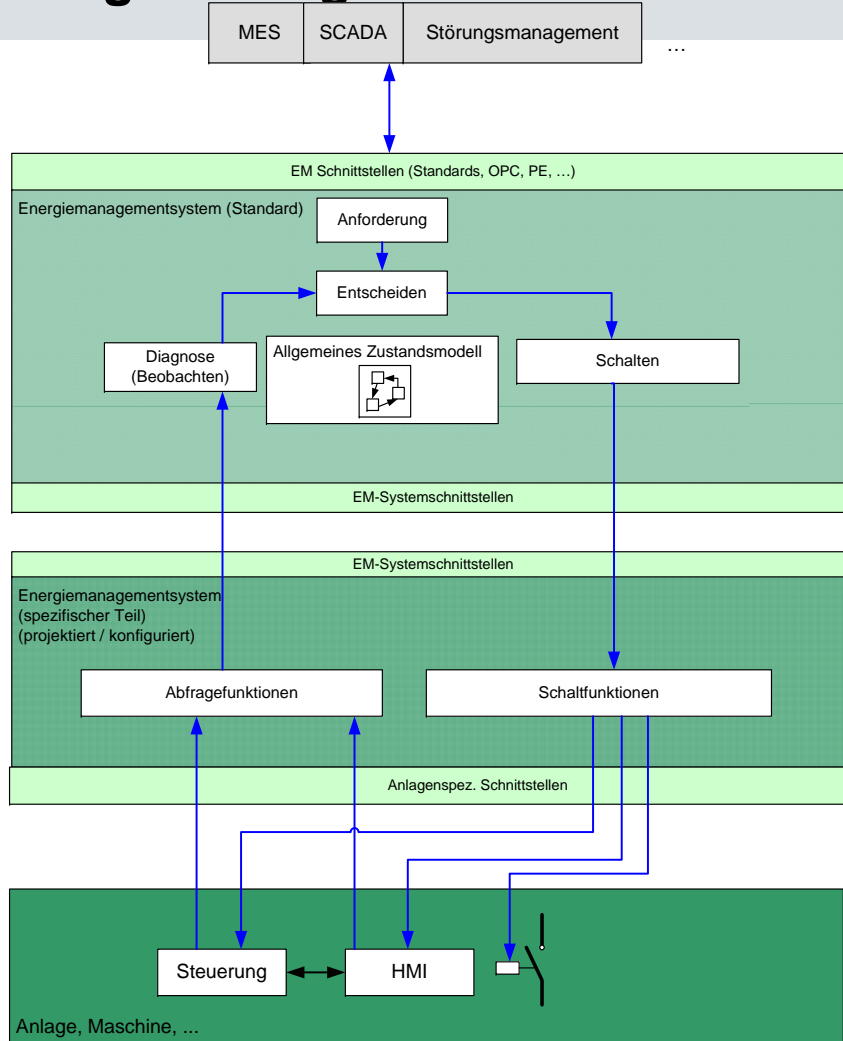 MES
SCADA
Störungsmanagement
...
EM Schnittstellen (Standards, OPC, PE, ...)
Energiemanagementsystem (Standard)
Anforderung
Entscheiden
Diagnose
(Beobachten)
Allgemeines Zustandsmodell
Schalten
EM-Systemschnittstellen
EM-Systemschnittstellen
Energiemanagementsystem
(spezifischer Teil)
(projektiert / konfiguriert)
Abfragefunktionen
Schaltfunktionen
Anlagenspez. Schnittstellen
Steuerung
HMI
Anlage, Maschine, ...